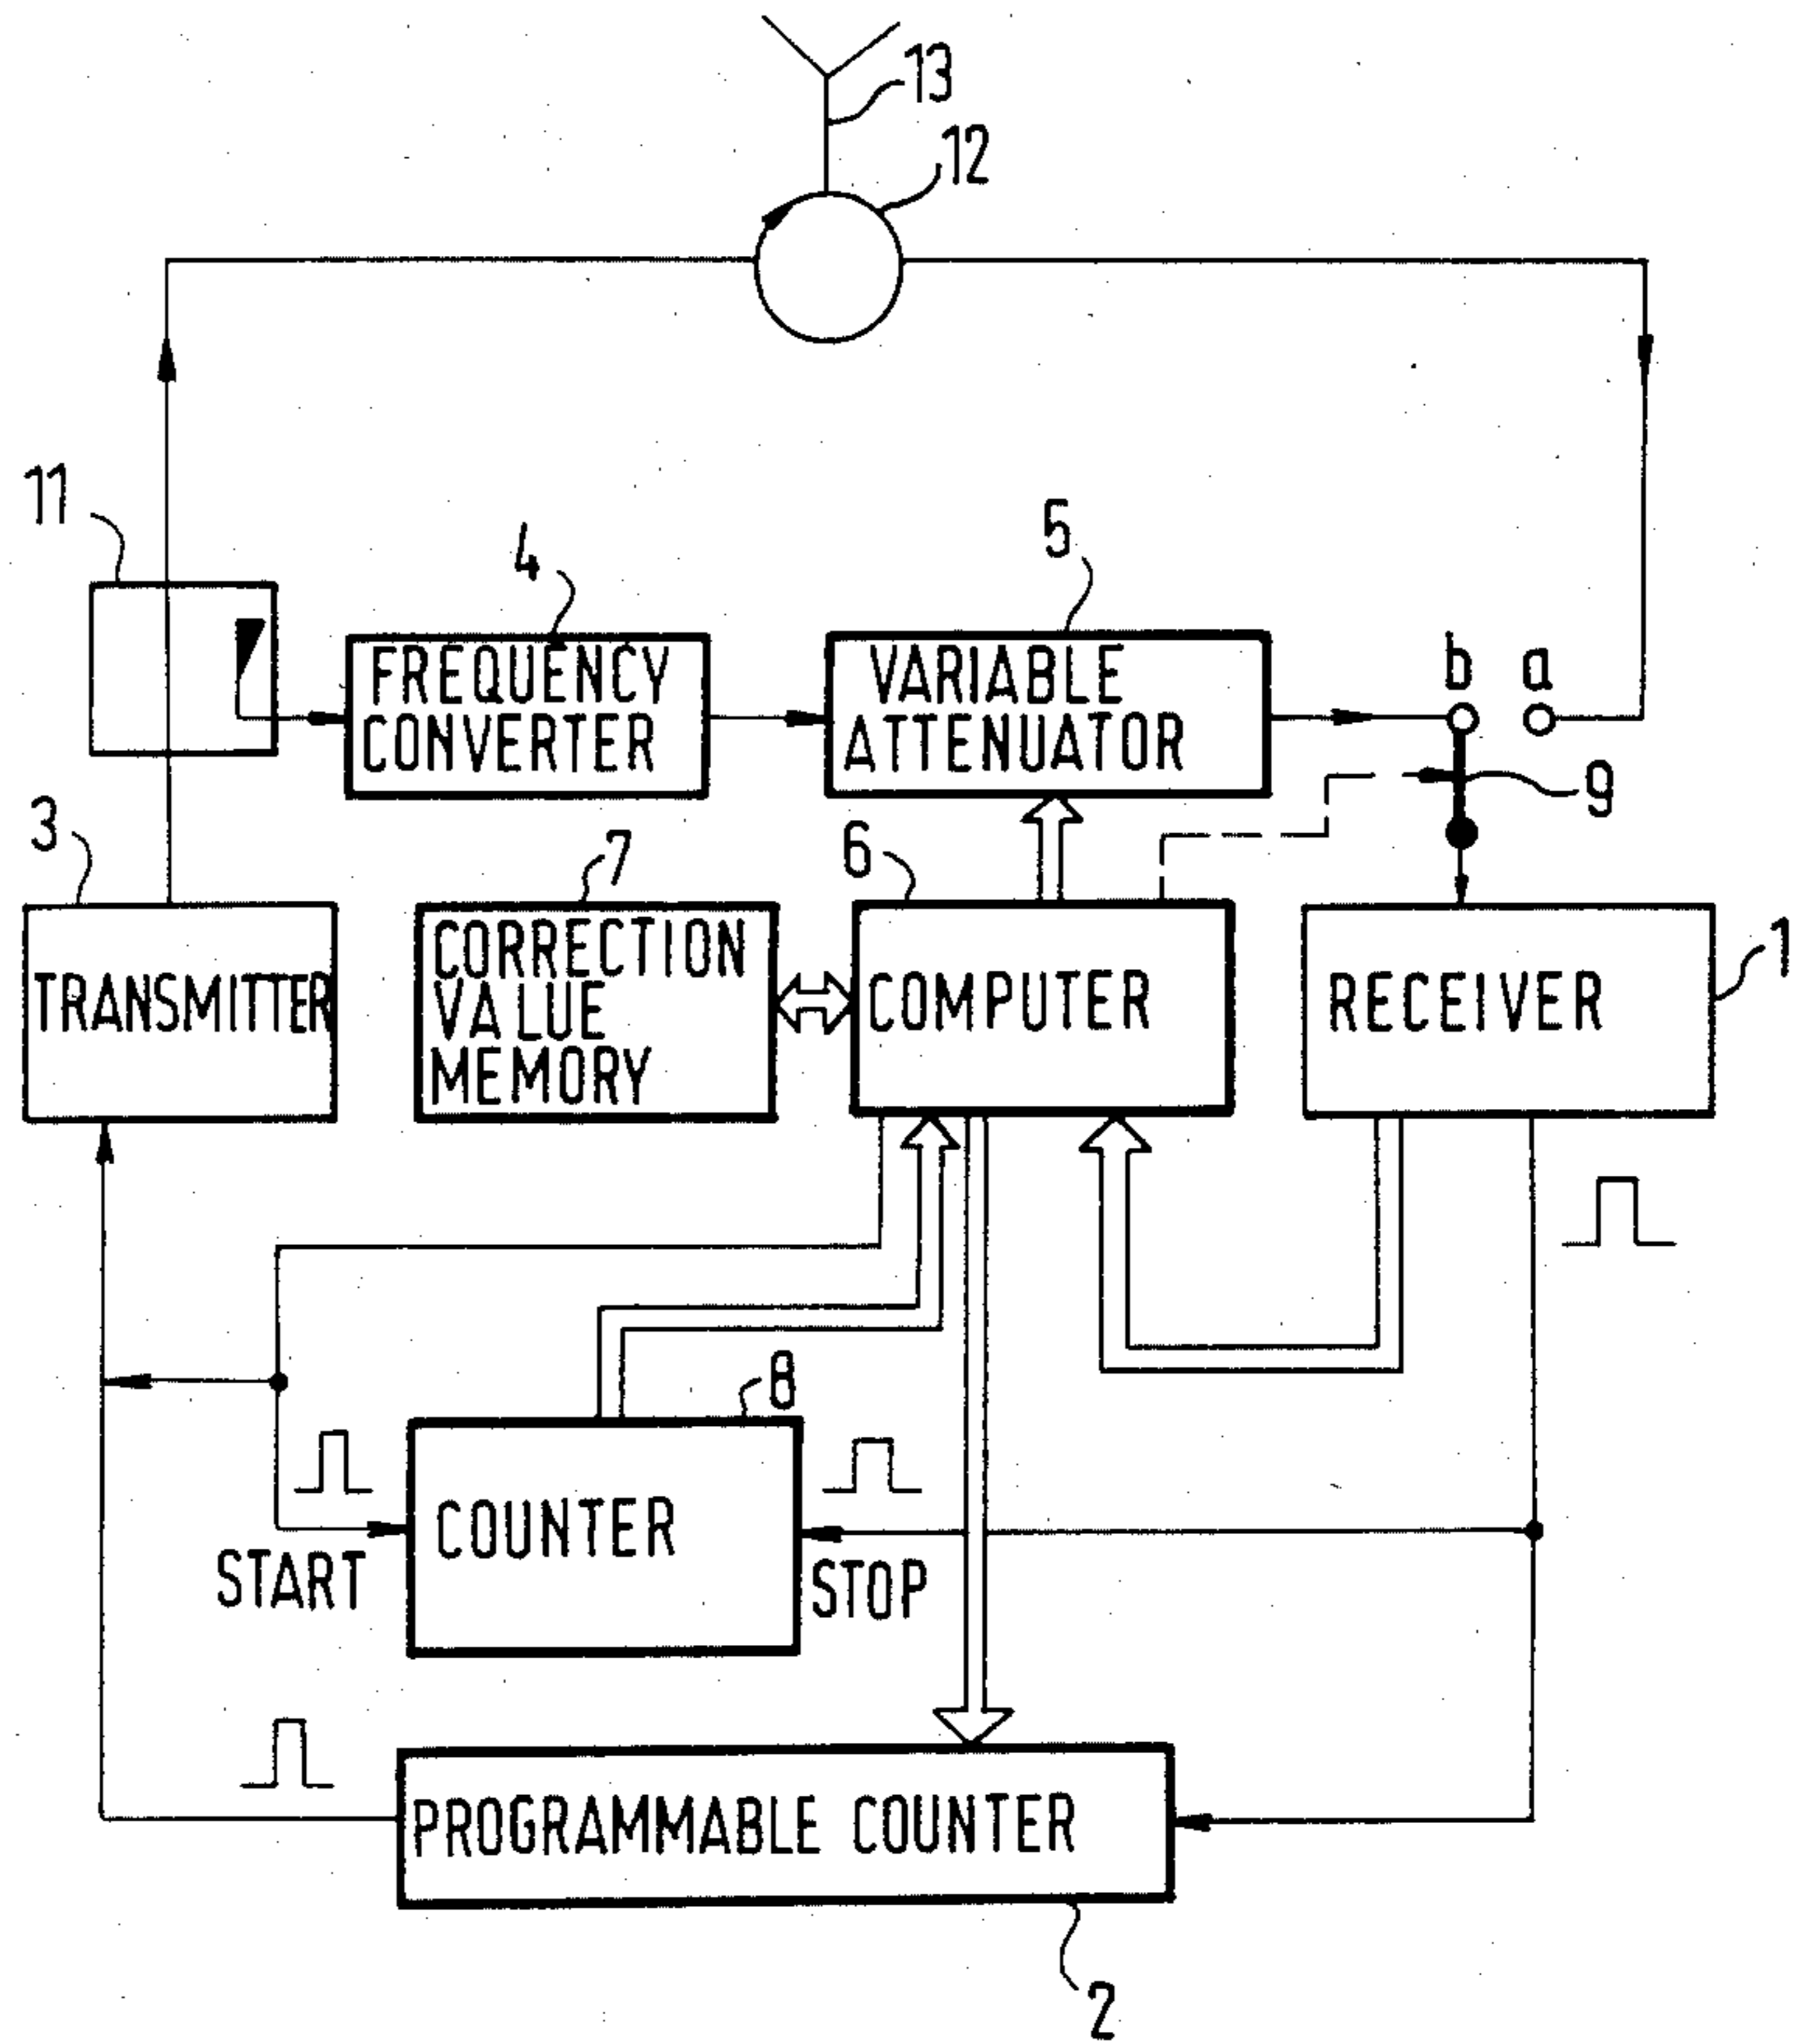 13
12
11
4
5
FREQUENCY
CONVERTER
VARIABLE
ATTENUATOR
b
a
9
3
7
6
1
TRANSMITTER
CORRECTION
VALUE
MEMORY
COMPUTER
RECEIVER
8
COUNTER
START
STOP
PROGRAMMABLE COUNTER
2